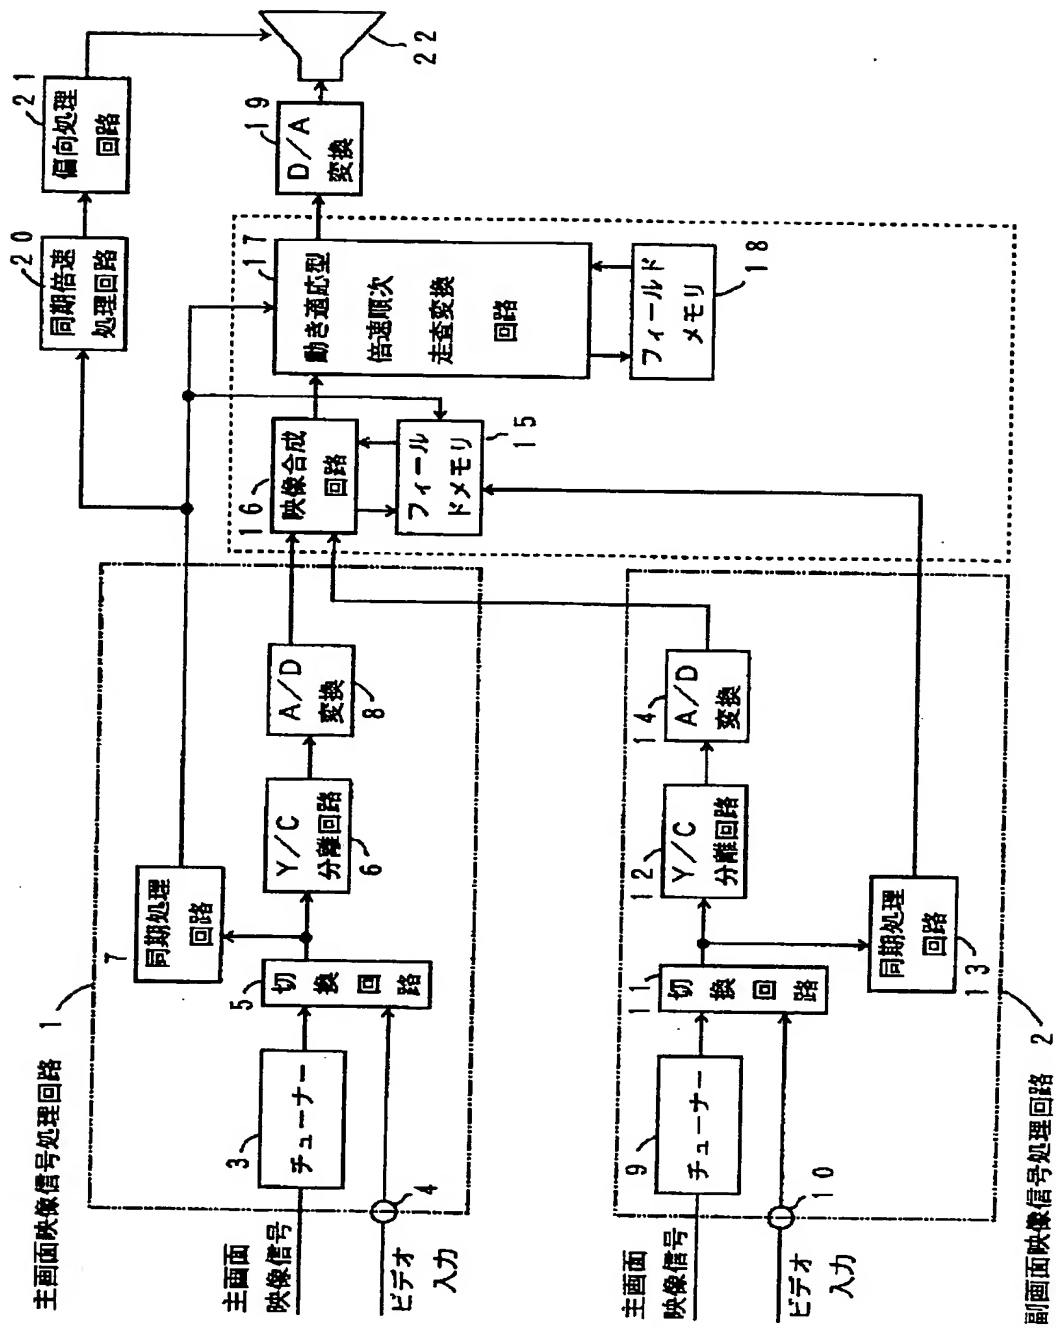 主画面映像信号処理回路 1
主画面
映像信号
ビデオ
入力
4
3
チューナー
5
切換回路
7
同期処理
回路
Y/C
分離回路
6
A/D
変換
8
16
映像合成
回路
フィール
ドメモリ
15
17
動き適応型
倍速順次
走査変換
回路
フィールド
メモリ
18
19
D/A
変換
20
同期倍速
処理回路
21
偏向処理
回路
22
主画面
映像信号
ビデオ
入力
10
9
チューナー
11
切換回路
12
Y/C
分離回路
同期処理
回路
13
14
A/D
変換
副画面映像信号処理回路 2